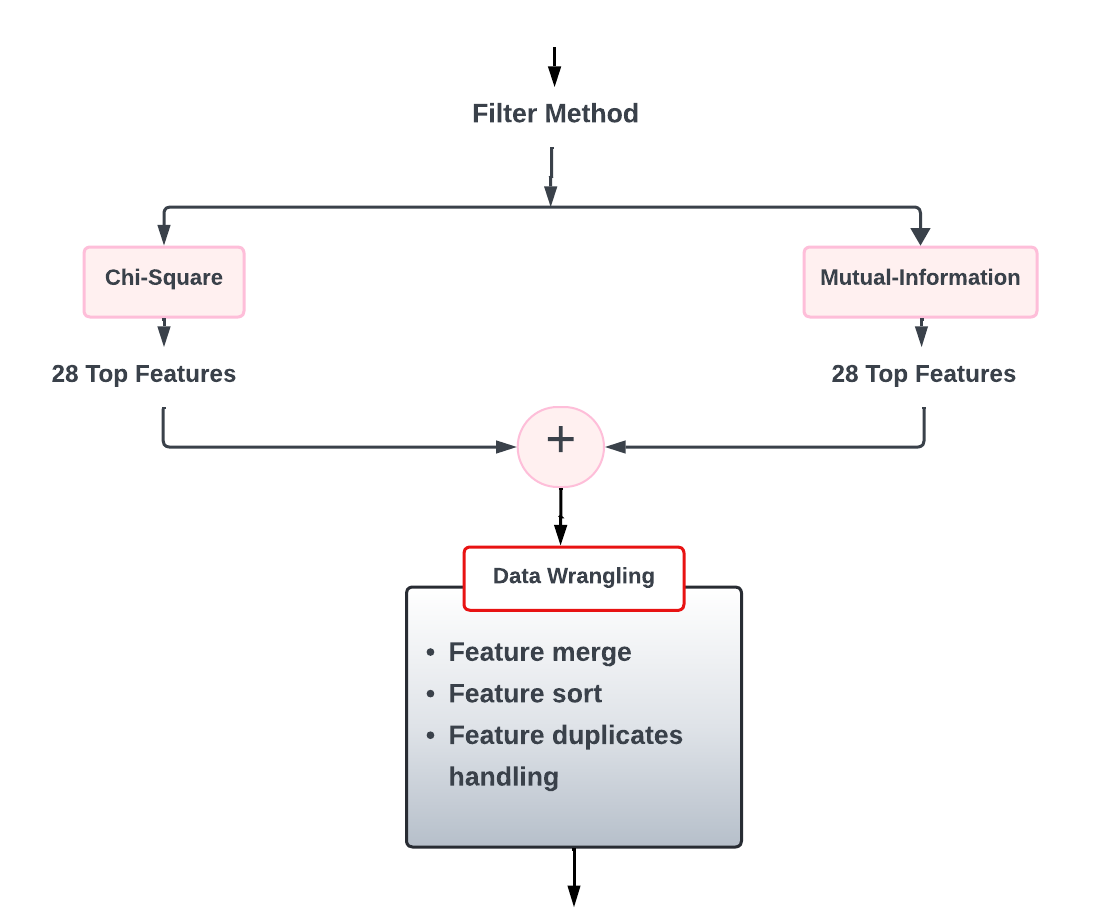 Filter Method
Chi-Square
Mutual-Information
28 Top Features
28 Top Features
+
Data Wrangling
• Feature merge
• Feature sort
• Feature duplicates
handling